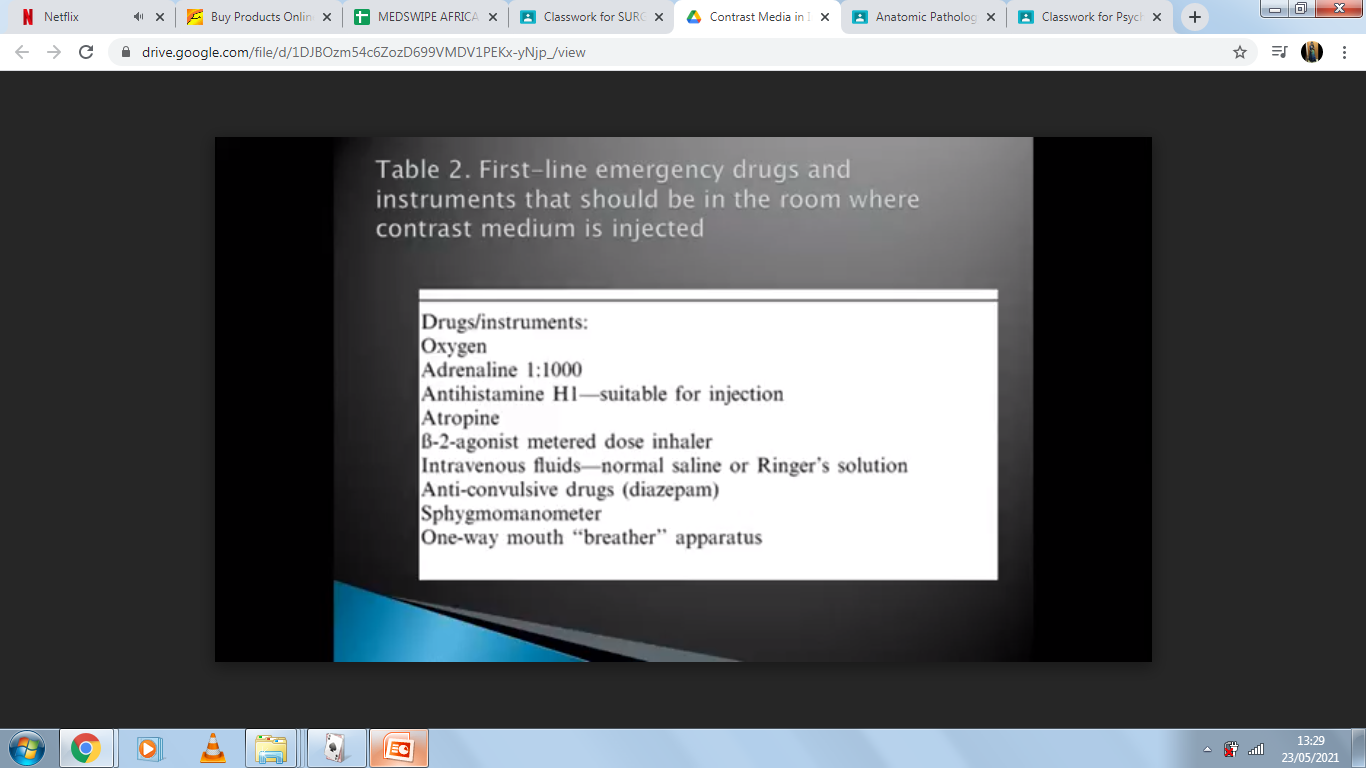 Netflix
Buy Products Onlin
MEDSWIPE AFRICA
Classwork for SURG
Contrast Media in I
Anatomic Patholog
Classwork for Psych
drive.google.com/file/d/1DJBOzm54c6ZozD699VMDV1PEKx-yNjp_/view
Table 2. First-line emergency drugs and
instruments that should be in the room where
contrast medium is injected
Drugs/instruments:
Oxygen
Adrenaline 1:1000
Antihistamine H1—suitable for injection
Atropine
ß-2-agonist metered dose inhaler
Intravenous fluids—normal saline or Ringer's solution
Anti-convulsive drugs (diazepam)
Sphygmomanometer
One-way mouth “breather” apparatus
13:29
23/05/2021